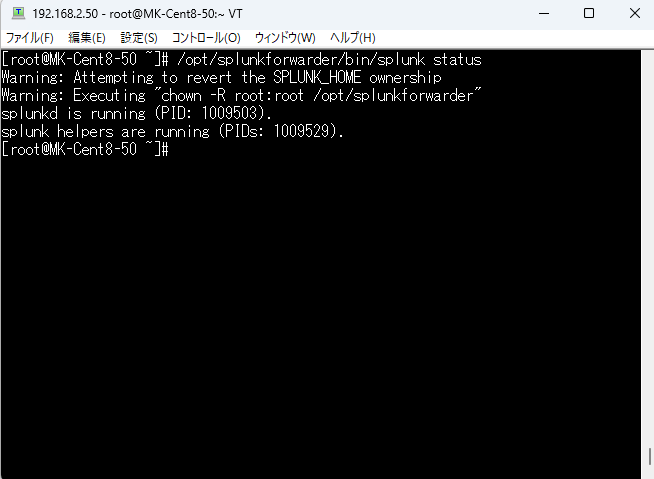 192.168.2.50 - root@MK-Cent8-50:~ VT
ファイル(F) 編集(E) 設定(S) コントロール(O) ウィンドウ(W) ヘルプ(H)
[root@MK-Cent8-50 ~]# /opt/splunkforwarder/bin/splunk status
Warning: Attempting to revert the SPLUNK_HOME ownership
Warning: Executing "chown -R root:root /opt/splunkforwarder"
splunkd is running (PID: 1009503).
splunk helpers are running (PIDs: 1009529).
[root@MK-Cent8-50 ~]#